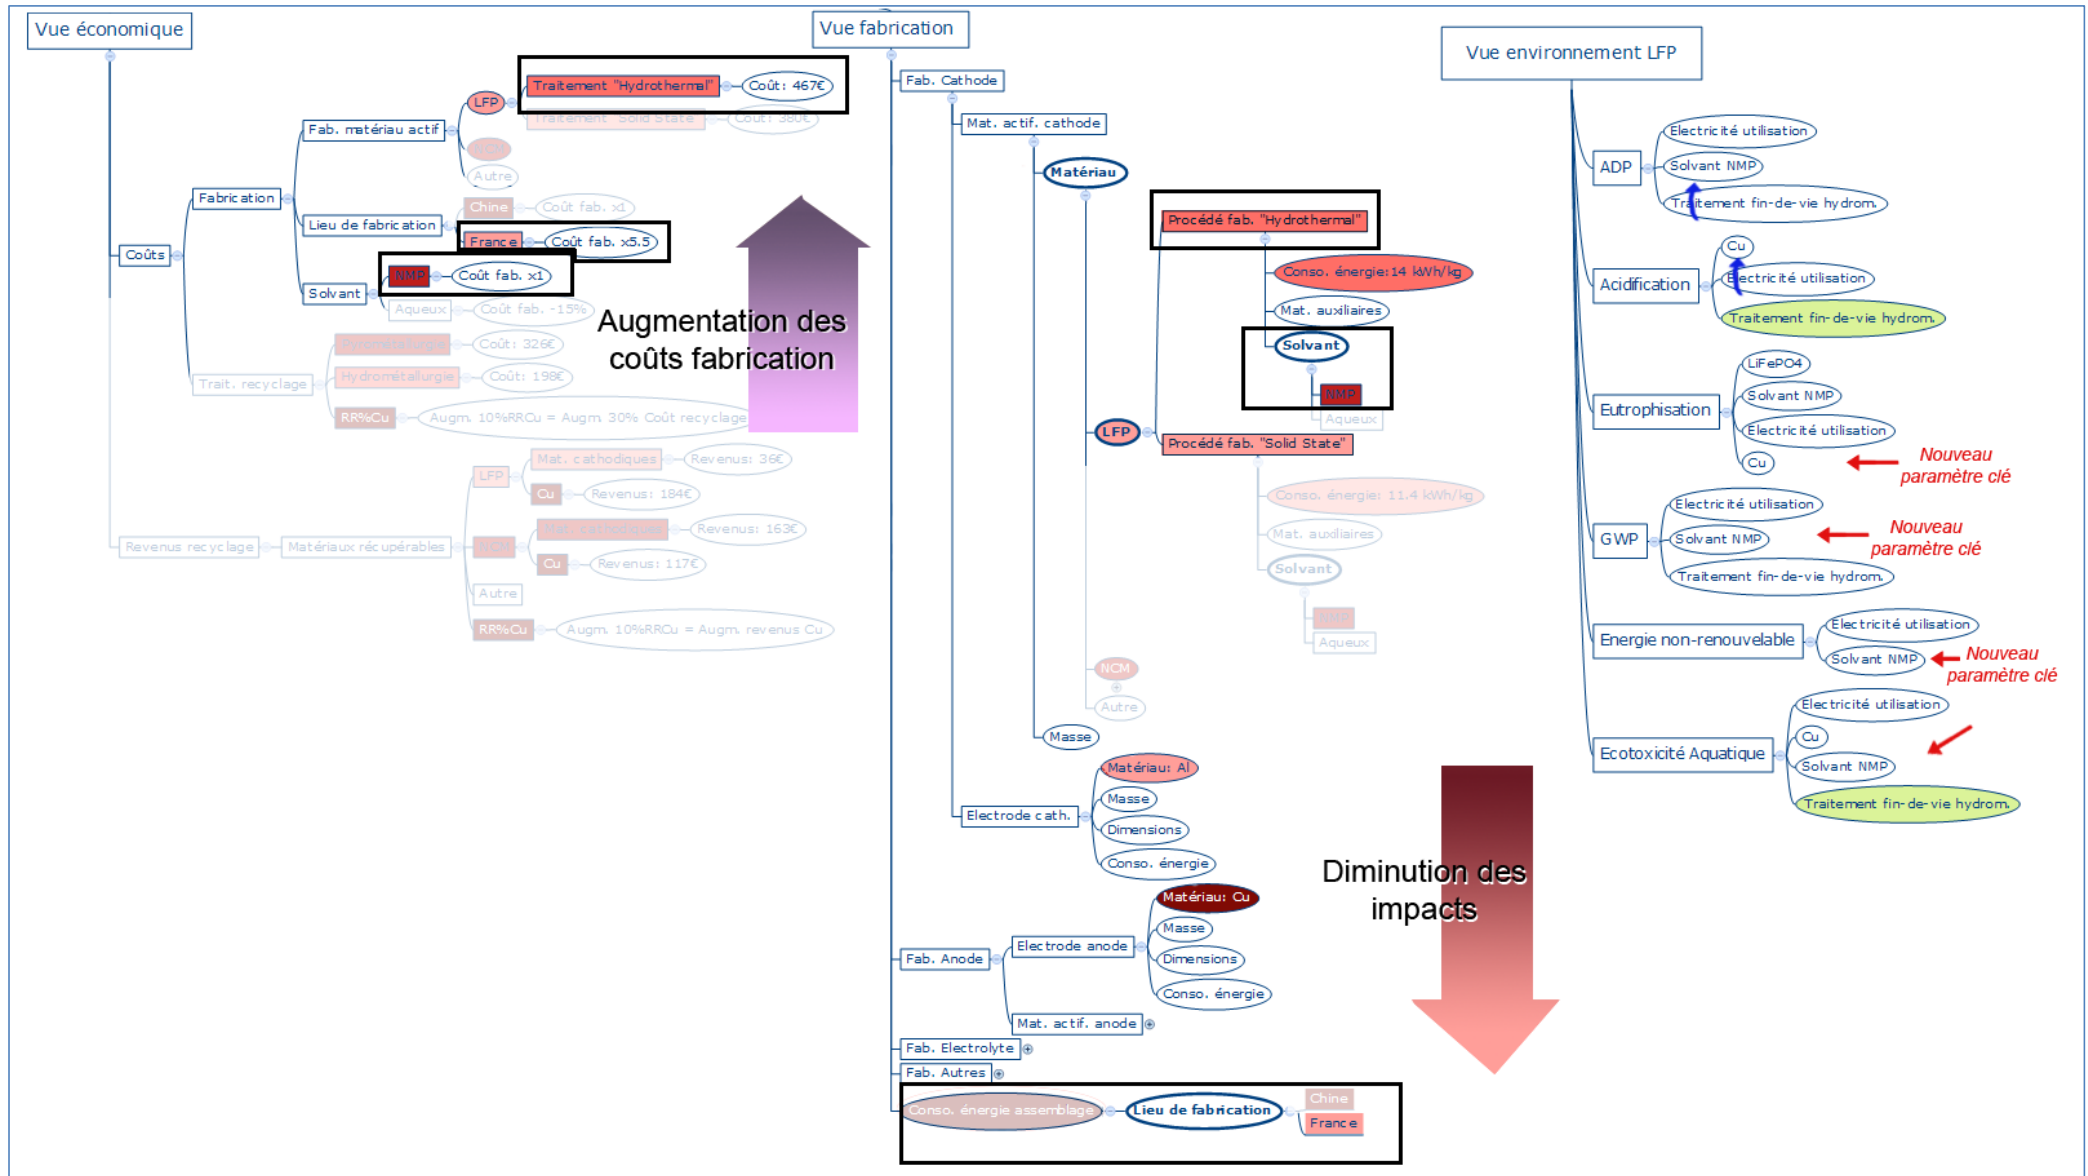 Vue économique
Coûts
Fabrication
Fab. matériau actif
LFP
Traitement "Hydrothermal"
Coût: 467€
Traitement "Solid State"
Coût: 380€
NCM
Autre
Lieu de fabrication
Chine
Coût fab. x1
France
Coût fab. x5.5
Solvant
NMP
Coût fab. x1
Aqueux
Coût fab. -15%
Trait. recyclage
Pyrométallurgie
Coût: 326€
Hydrométallurgie
Coût: 198€
RR%Cu
Augm. 10%RRCu = Augm. 30% Coût recyclage
Revenus recyclage
Matériaux récupérables
LFP
Mat. cathodiques
Revenus: 36€
Cu
Revenus: 184€
NCM
Mat. cathodiques
Revenus: 163€
Cu
Revenus: 117€
Autre
RR%Cu
Augm. 10%RRCu = Augm. revenus Cu
Augmentation des
coûts fabrication
Vue fabrication
Fab. Cathode
Mat. actif. cathode
Matériau
LFP
Procédé fab. "Hydrothermal"
Conso. énergie:14 kWh/kg
Mat. auxiliaires
Solvant
NMP
Aqueux
Procédé fab. "Solid State"
Conso. énergie: 11.4 kWh/kg
Mat. auxiliaires
Solvant
NMP
Aqueux
NCM
Autre
Masse
Electrode cath.
Matériau: Al
Masse
Dimensions
Conso. énergie
Fab. Anode
Electrode anode
Matériau: Cu
Masse
Dimensions
Conso. énergie
Mat. actif. anode
Fab. Electrolyte
Fab. Autres
Conso. énergie assemblage
Lieu de fabrication
Chine
France
Vue environnement LFP
ADP
Electricité utilisation
Solvant NMP
Traitement fin-de-vie hydrom.
Acidification
Cu
Electricité utilisation
Traitement fin-de-vie hydrom.
Eutrophisation
LiFePO4
Solvant NMP
Electricité utilisation
Cu
Nouveau
paramètre clé
GWP
Electricité utilisation
Solvant NMP
Nouveau
paramètre clé
Traitement fin-de-vie hydrom.
Energie non-renouvelable
Electricité utilisation
Solvant NMP
Nouveau
paramètre clé
Ecotoxicité Aquatique
Electricité utilisation
Cu
Solvant NMP
Traitement fin-de-vie hydrom.
Diminution des
impacts